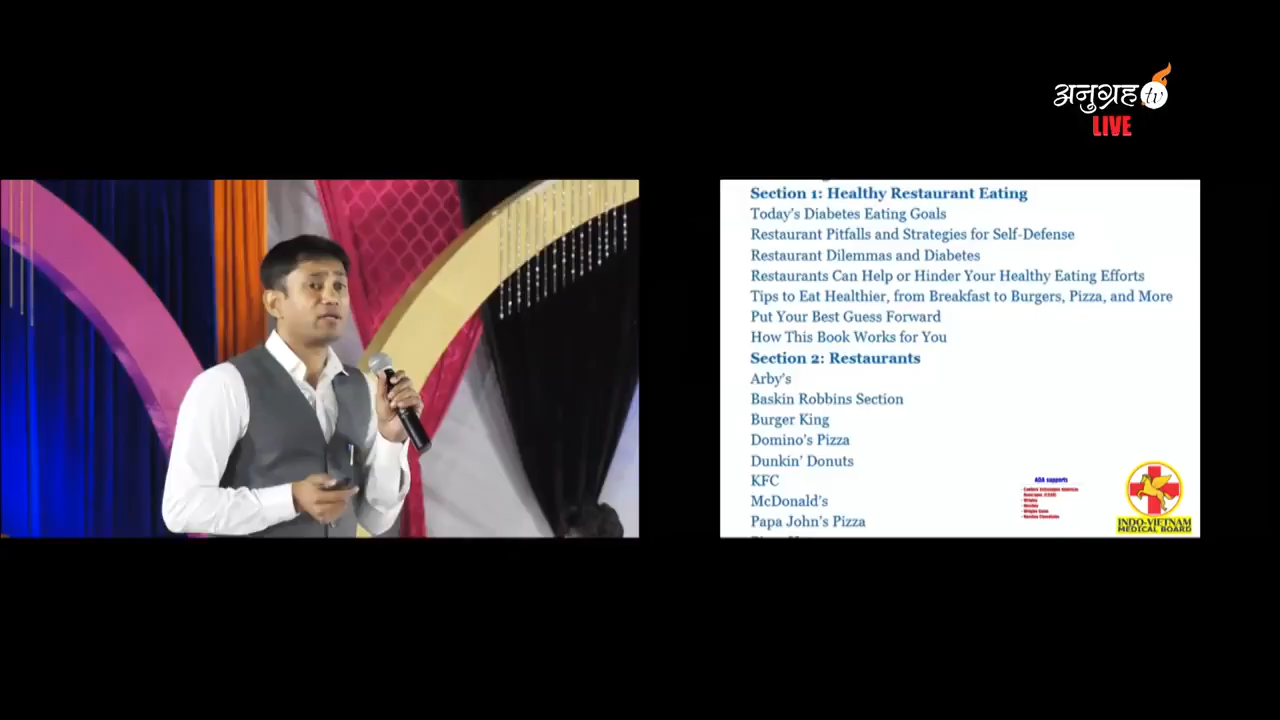 अनुग्रह tv
LIVE
Section 1: Healthy Restaurant Eating
Today's Diabetes Eating Goals
Restaurant Pitfalls and Strategies for Self-Defense
Restaurant Dilemmas and Diabetes
Restaurants Can Help or Hinder Your Healthy Eating Efforts
Tips to Eat Healthier, from Breakfast to Burgers, Pizza, and More
Put Your Best Guess Forward
How This Book Works for You
Section 2: Restaurants
Arby's
Baskin Robbins Section
Burger King
Domino's Pizza
Dunkin' Donuts
KFC
McDonald's
Papa John's Pizza
ADA supports
INDO-VIETNAM
MEDICAL BOARD